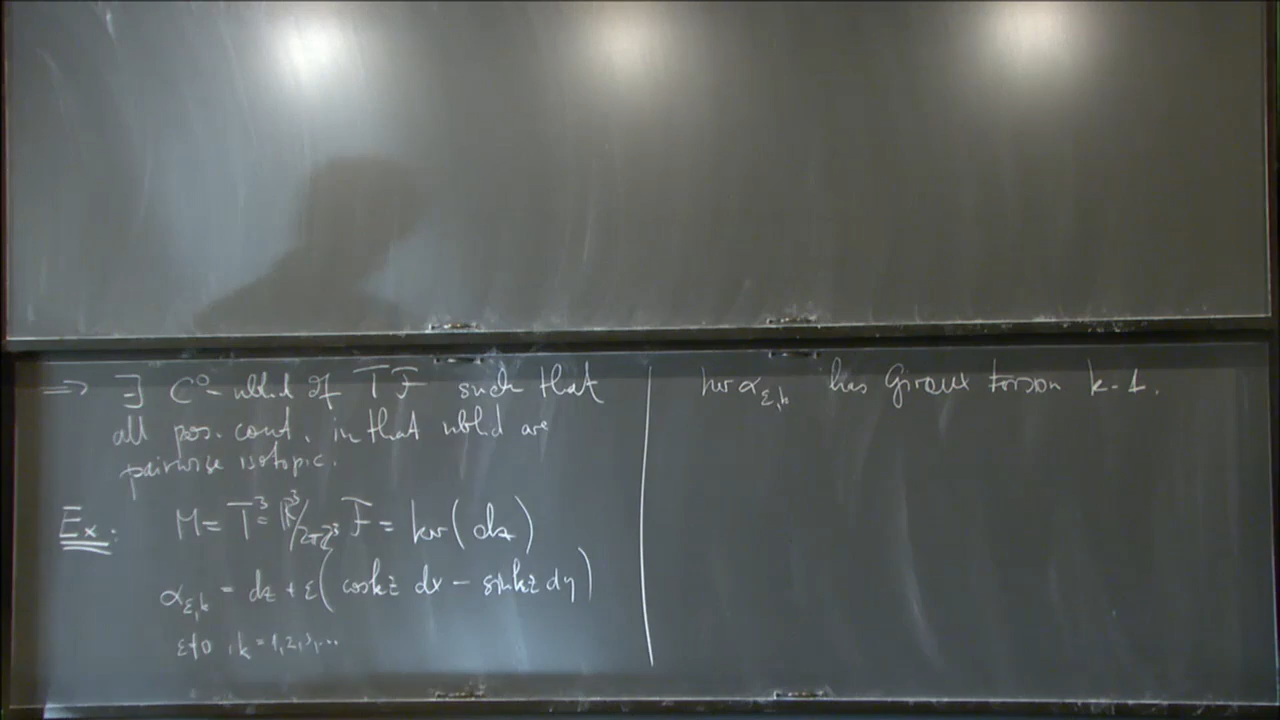 => ∃ C⁰-nbhd of TF such that
all pos. cont. in that nbhd are
pairwise isotopic.
Ex: M = T³ = ℝ³/2πℤ³ F = ker(dz)
α_{ε,k} = dz + ε(cos kz dx - sin kz dy)
ε≠0, k = 1,2,3,...
ker α_{ε,k} has Giroux torsion k-1.